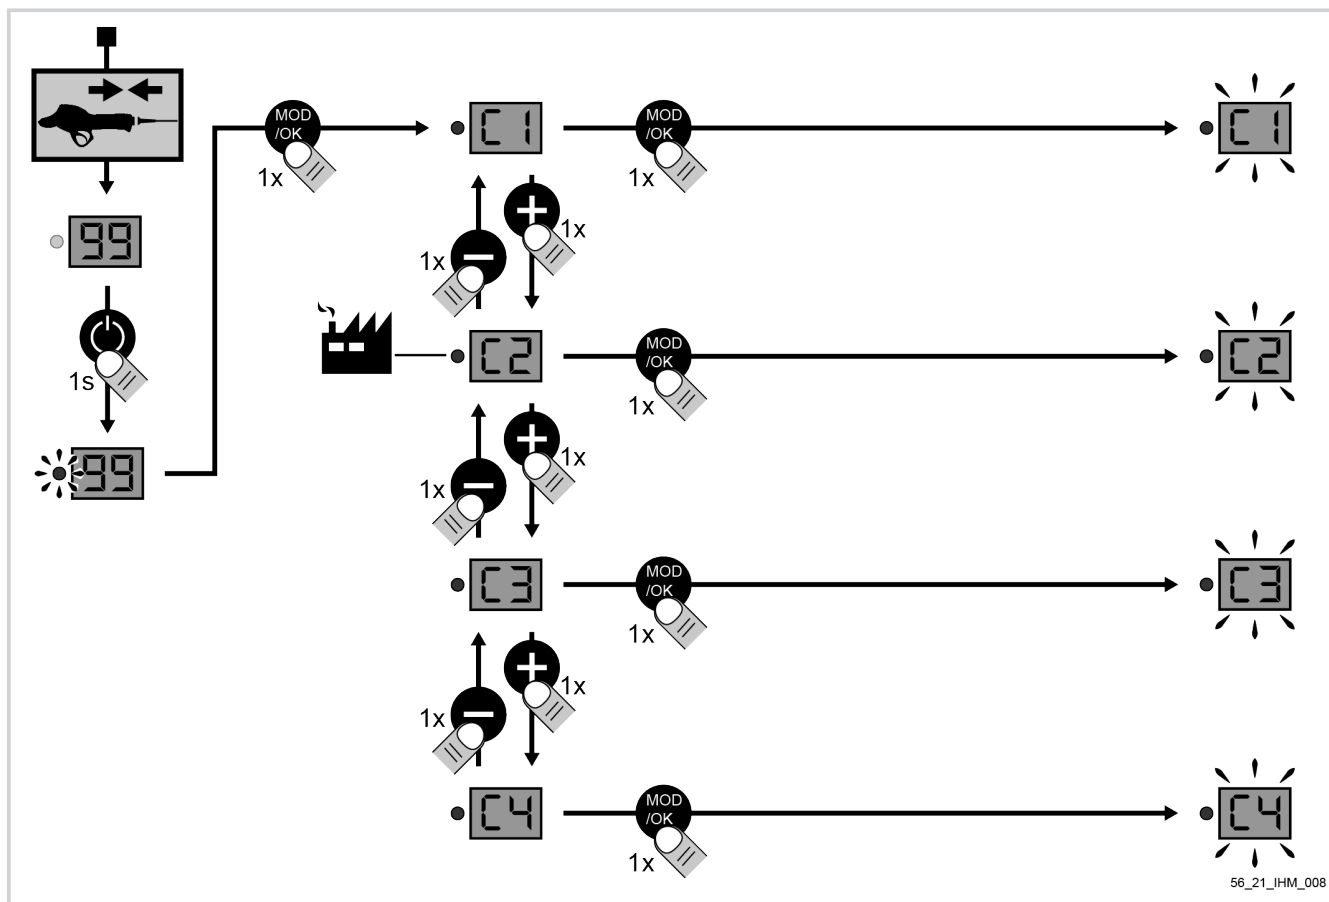 MOD
/OK
1x
C1
MOD
/OK
1x
C1
99
1x
1x
1s
C2
MOD
/OK
1x
C2
99
1x
1x
C3
MOD
/OK
1x
C3
1x
1x
C4
MOD
/OK
1x
C4
56_21_IHM_008